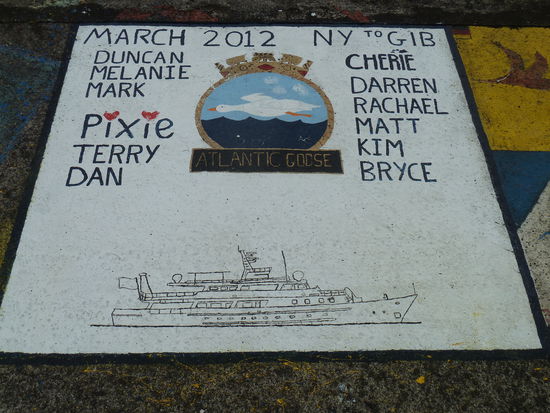 MARCH 2012 NY TO GIB
DUNCAN
MELANIE
MARK
Pixie
TERRY
DAN
ATLANTIC GOOSE
CHERIE
DARREN
RACHAEL
MATT
KIM
BRYCE